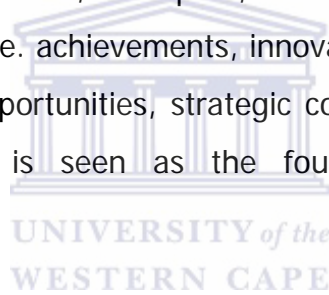 e. achievements, innova
portunities, strategic co
is seen as the fou
UNIVERSITY of the
WESTERN CAPE